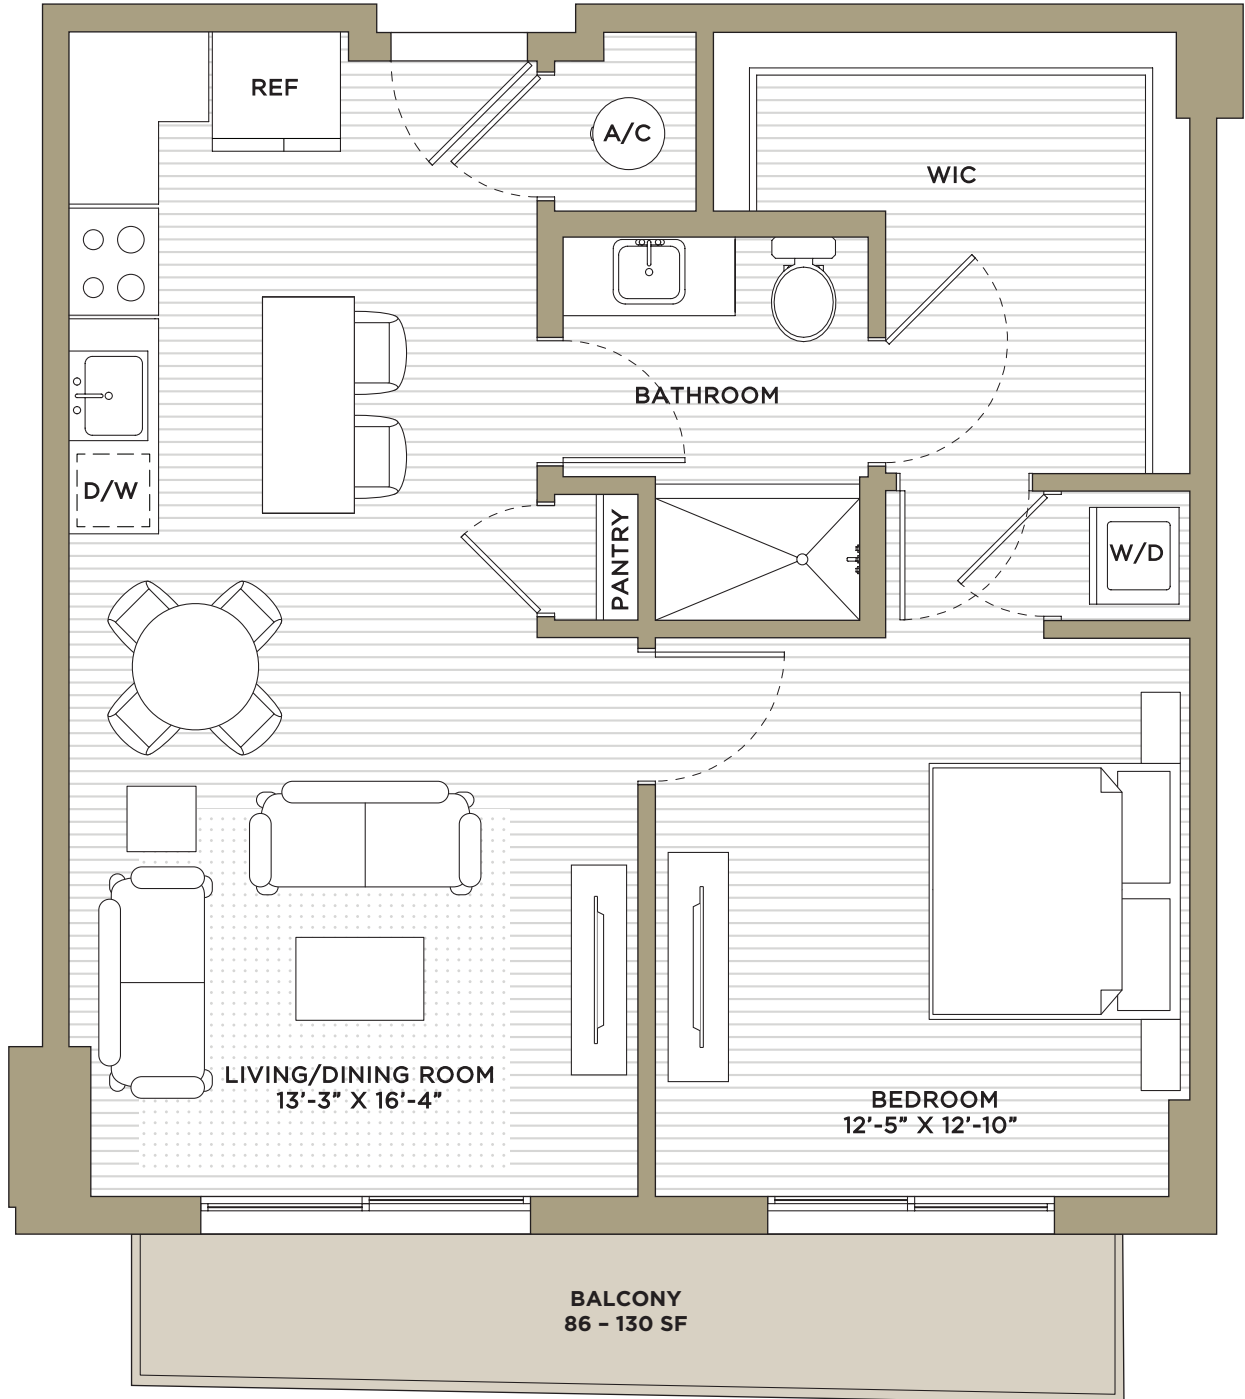 REF
A/C
WIC
BATHROOM
D/W
PANTRY
W/D
LIVING/DINING ROOM
13’-3” X 16’-4”
BEDROOM
12’-5” X 12’-10”
BALCONY
86 – 130 SF